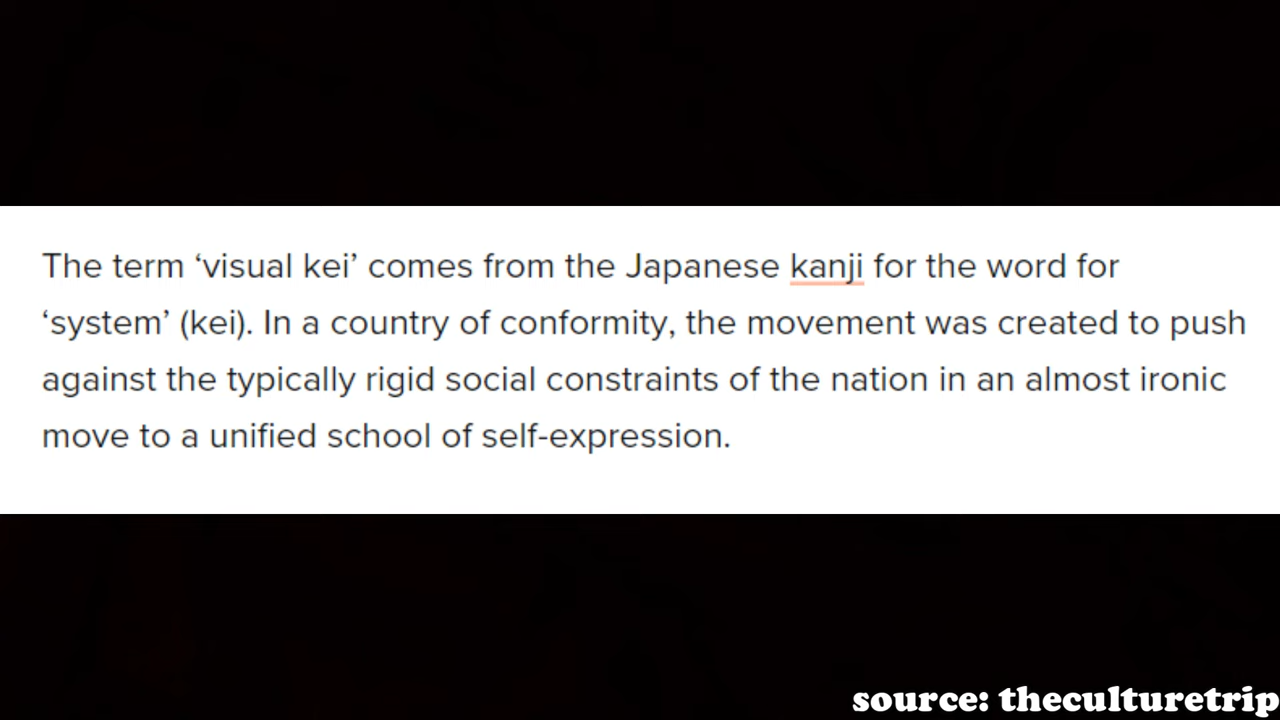 The term ‘visual kei’ comes from the Japanese kanji for the word for
‘system’ (kei). In a country of conformity, the movement was created to push
against the typically rigid social constraints of the nation in an almost ironic
move to a unified school of self-expression.
source: theculturetrip